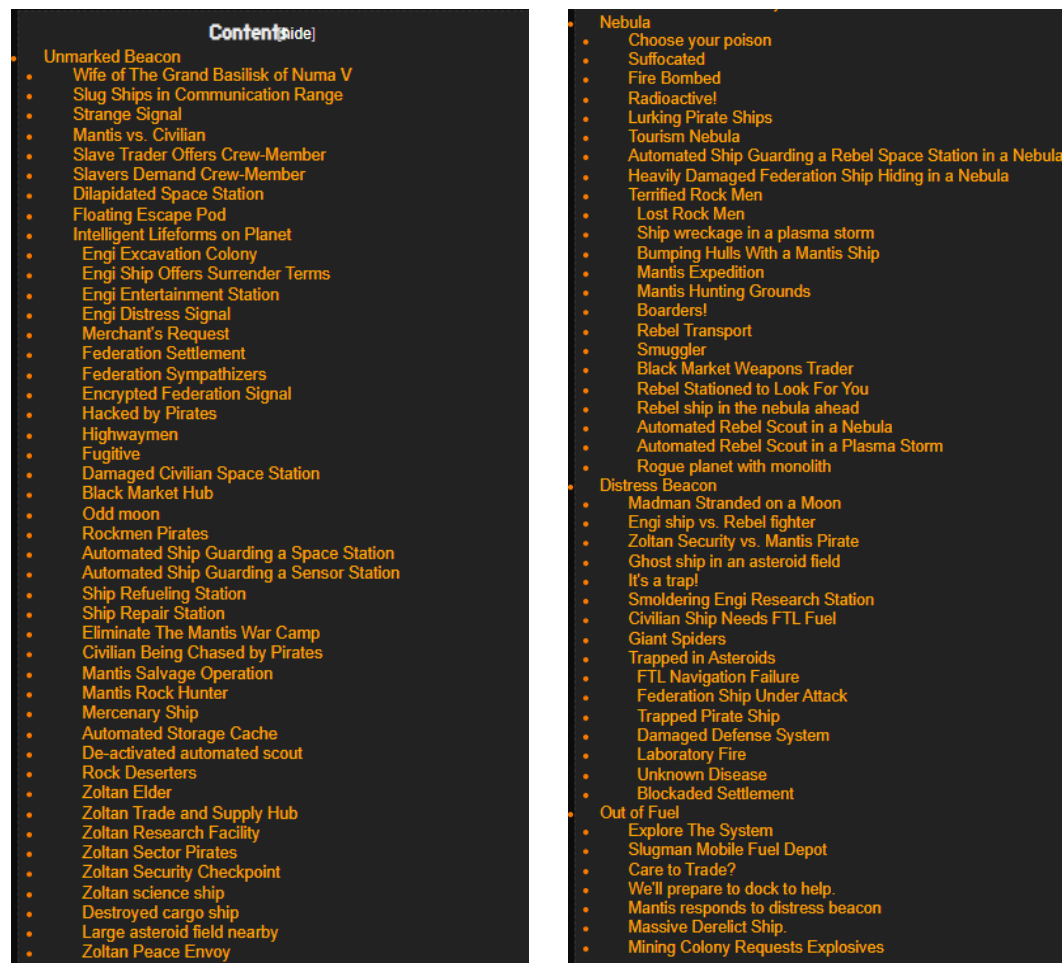 Contents[hide]
Unmarked Beacon
Wife of The Grand Basilisk of Numa V
Slug Ships in Communication Range
Strange Signal
Mantis vs. Civilian
Slave Trader Offers Crew-Member
Slavers Demand Crew-Member
Dilapidated Space Station
Floating Escape Pod
Intelligent Lifeforms on Planet
Engi Excavation Colony
Engi Ship Offers Surrender Terms
Engi Entertainment Station
Engi Distress Signal
Merchant's Request
Federation Settlement
Federation Sympathizers
Encrypted Federation Signal
Hacked by Pirates
Highwaymen
Fugitive
Damaged Civilian Space Station
Black Market Hub
Odd moon
Rockmen Pirates
Automated Ship Guarding a Space Station
Automated Ship Guarding a Sensor Station
Ship Refueling Station
Ship Repair Station
Eliminate The Mantis War Camp
Civilian Being Chased by Pirates
Mantis Salvage Operation
Mantis Rock Hunter
Mercenary Ship
Automated Storage Cache
De-activated automated scout
Rock Deserters
Zoltan Elder
Zoltan Trade and Supply Hub
Zoltan Research Facility
Zoltan Sector Pirates
Zoltan Security Checkpoint
Zoltan science ship
Destroyed cargo ship
Large asteroid field nearby
Zoltan Peace Envoy
Nebula
Choose your poison
Suffocated
Fire Bombed
Radioactive!
Lurking Pirate Ships
Tourism Nebula
Automated Ship Guarding a Rebel Space Station in a Nebula
Heavily Damaged Federation Ship Hiding in a Nebula
Terrified Rock Men
Lost Rock Men
Ship wreckage in a plasma storm
Bumping Hulls With a Mantis Ship
Mantis Expedition
Mantis Hunting Grounds
Boarders!
Rebel Transport
Smuggler
Black Market Weapons Trader
Rebel Stationed to Look For You
Rebel ship in the nebula ahead
Automated Rebel Scout in a Nebula
Automated Rebel Scout in a Plasma Storm
Rogue planet with monolith
Distress Beacon
Madman Stranded on a Moon
Engi ship vs. Rebel fighter
Zoltan Security vs. Mantis Pirate
Ghost ship in an asteroid field
It's a trap!
Smoldering Engi Research Station
Civilian Ship Needs FTL Fuel
Giant Spiders
Trapped in Asteroids
FTL Navigation Failure
Federation Ship Under Attack
Trapped Pirate Ship
Damaged Defense System
Laboratory Fire
Unknown Disease
Blockaded Settlement
Out of Fuel
Explore The System
Slugman Mobile Fuel Depot
Care to Trade?
We'll prepare to dock to help.
Mantis responds to distress beacon
Massive Derelict Ship.
Mining Colony Requests Explosives